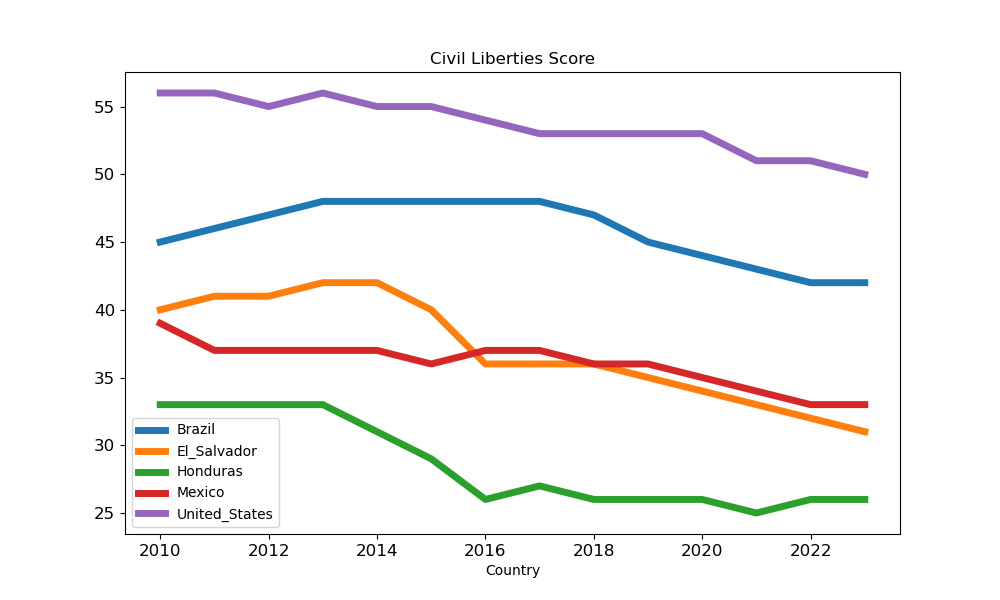 Civil Liberties Score
55
50
45
40
35
30
25
Brazil
El_Salvador
Honduras
Mexico
United_States
2010 2012 2014 2016 2018 2020 2022
Country